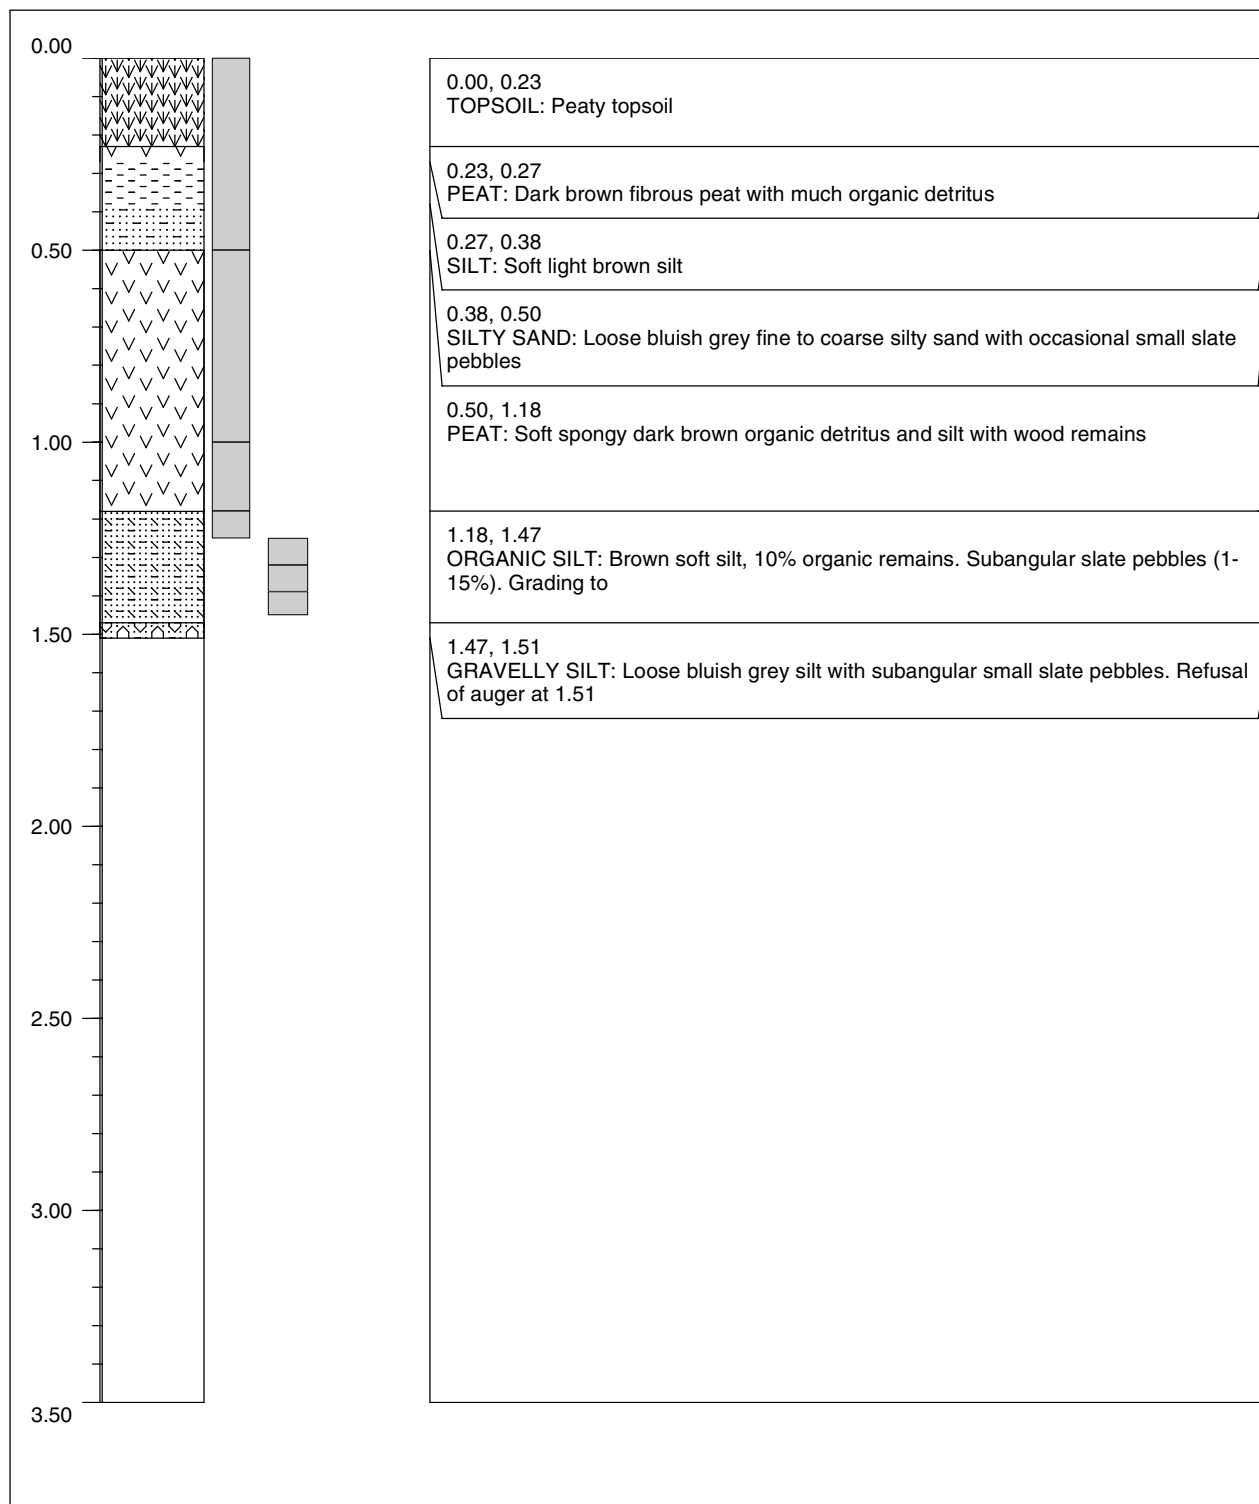 0.00
0.00, 0.23
TOPSOIL: Peaty topsoil
0.23, 0.27
PEAT: Dark brown fibrous peat with much organic detritus
0.50
0.27, 0.38
SILT: Soft light brown silt
0.38, 0.50
SILTY SAND: Loose bluish grey fine to coarse silty sand with occasional small slate
pebbles
0.50, 1.18
PEAT: Soft spongy dark brown organic detritus and silt with wood remains
1.00
1.18, 1.47
ORGANIC SILT: Brown soft silt, 10% organic remains. Subangular slate pebbles (1-
15%). Grading to
1.50
1.47, 1.51
GRAVELLY SILT: Loose bluish grey silt with subangular small slate pebbles. Refusal
of auger at 1.51
2.00
2.50
3.00
3.50